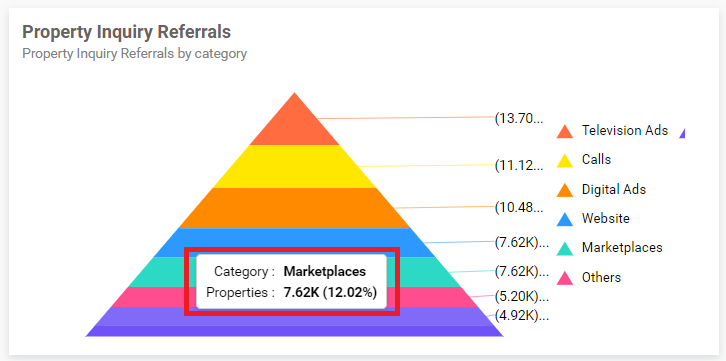 Property Inquiry Referrals
Property Inquiry Referrals by category
(13.70...
(11.12...
(10.48...
(7.62K)...
(7.62K)...
(5.20K)...
(4.92K)...
Category : Marketplaces
Properties : 7.62K (12.02%)
Television Ads
Calls
Digital Ads
Website
Marketplaces
Others